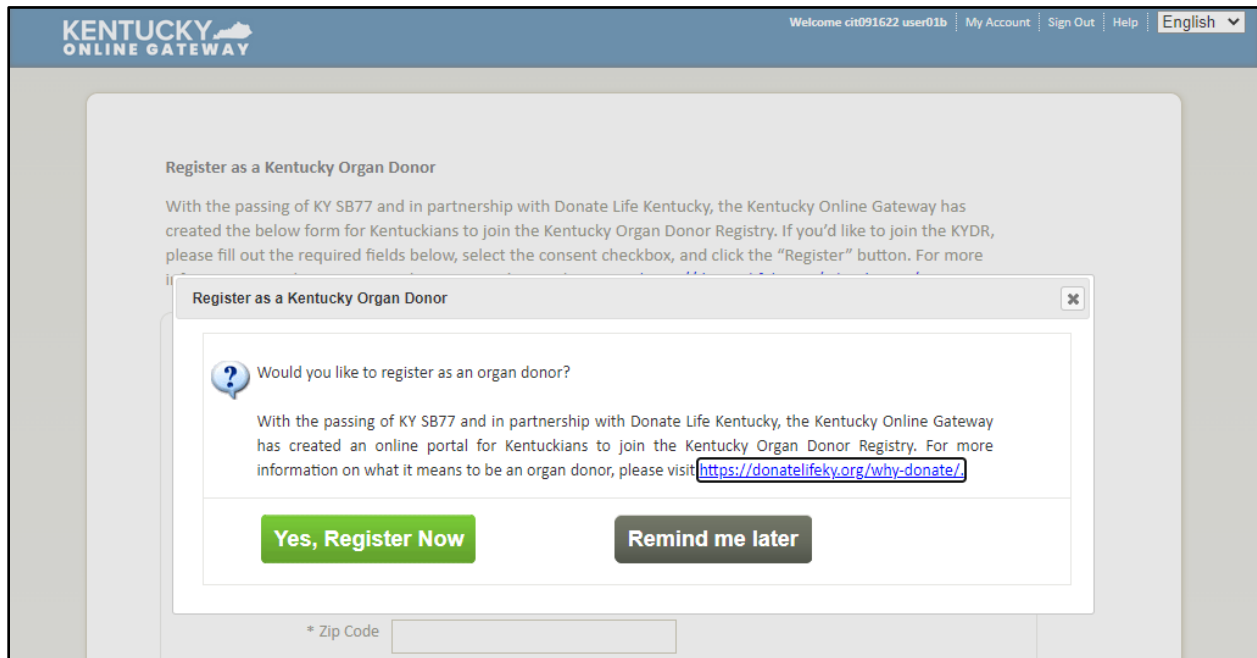 KENTUCKY
ONLINE GATEWAY
Welcome cit091622 user01b My Account Sign Out Help English
Register as a Kentucky Organ Donor
With the passing of KY SB77 and in partnership with Donate Life Kentucky, the Kentucky Online Gateway has
created the below form for Kentuckians to join the Kentucky Organ Donor Registry. If you'd like to join the KYDR,
please fill out the required fields below, select the consent checkbox, and click the “Register” button. For more
Register as a Kentucky Organ Donor
Would you like to register as an organ donor?
With the passing of KY SB77 and in partnership with Donate Life Kentucky, the Kentucky Online Gateway
has created an online portal for Kentuckians to join the Kentucky Organ Donor Registry. For more
information on what it means to be an organ donor, please visit https://donatelifeky.org/why-donate/.
Yes, Register Now
Remind me later
* Zip Code